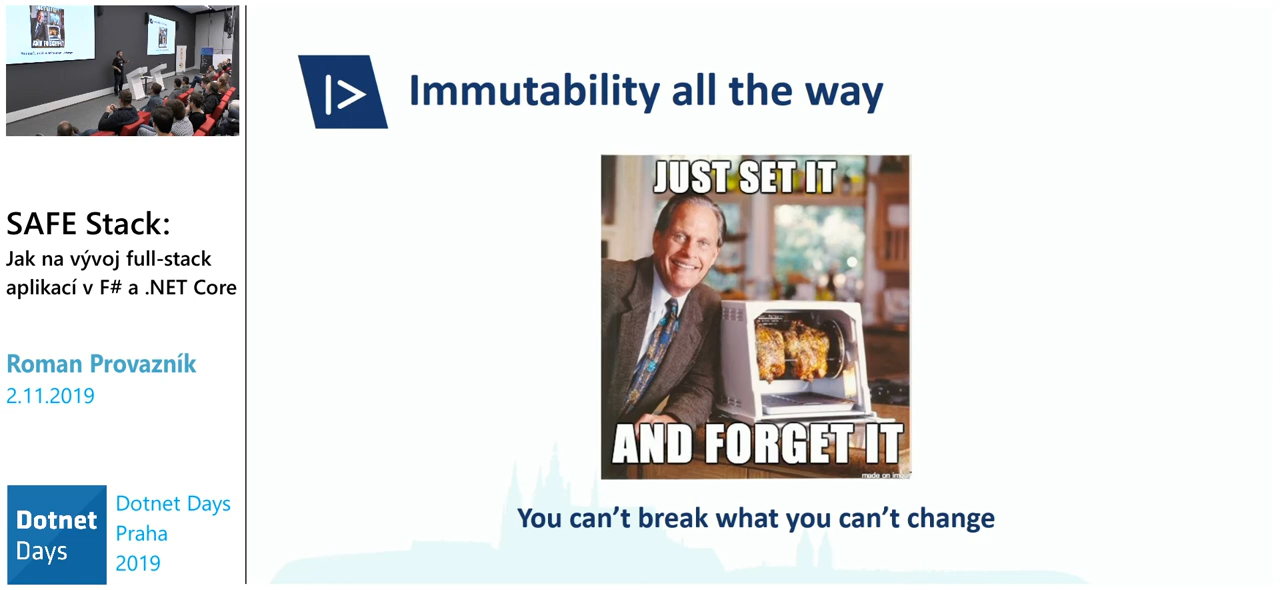 SAFE Stack:
Jak na vývoj full-stack
aplikací v F# a .NET Core
Roman Provazník
2.11.2019
Dotnet
Days
Dotnet Days
Praha
2019
Immutability all the way
JUST SET IT
AND FORGET IT
You can't break what you can't change